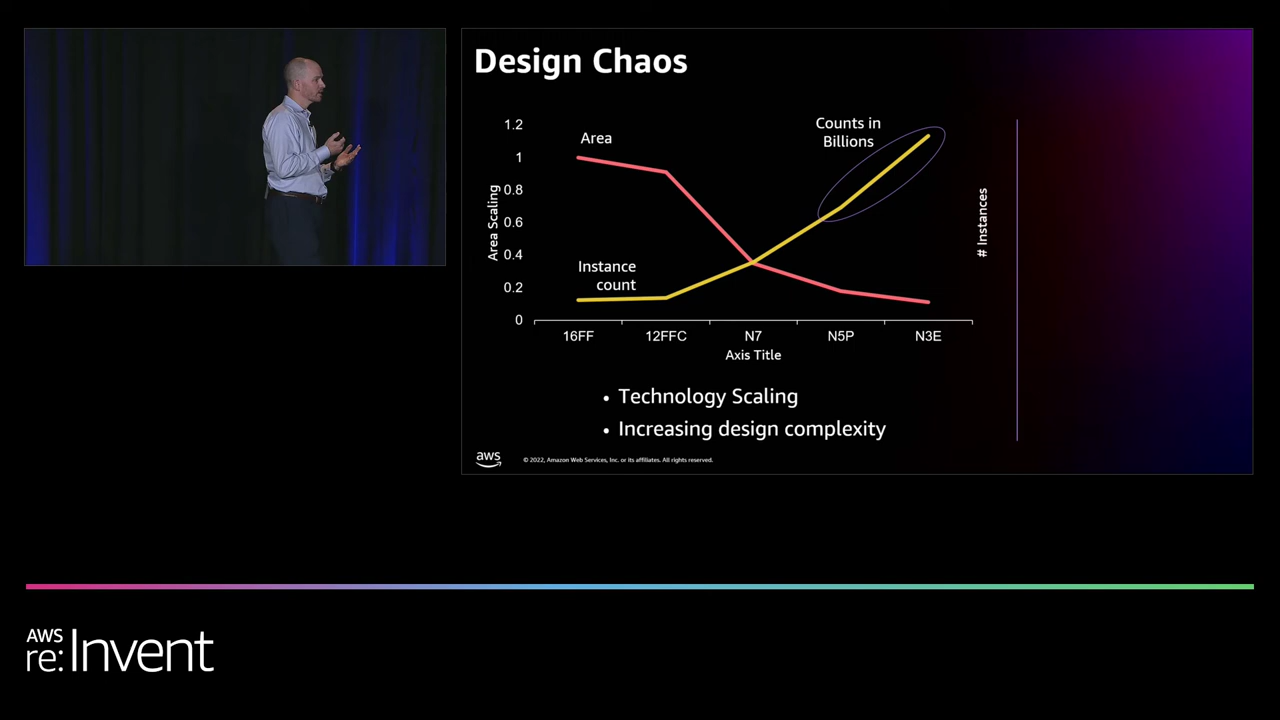 Design Chaos
1.2
1
0.8
0.6
0.4
0.2
0
Area Scaling
Area
Instance
count
Counts in
Billions
# Instances
16FF 12FFC N7 N5P N3E
Axis Title
• Technology Scaling
• Increasing design complexity
aws
© 2022, Amazon Web Services, Inc. or its affiliates. All rights reserved.
AWS
re:Invent